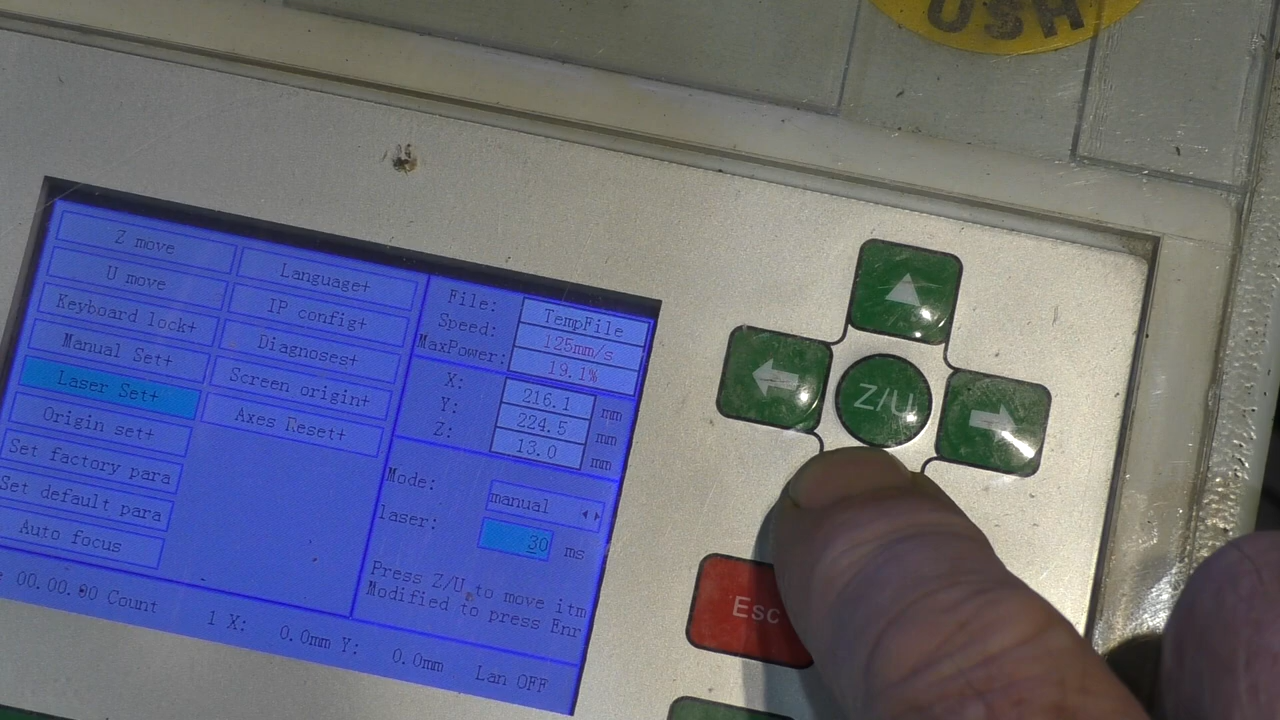 USH
Z move
U move
Keyboard lock+
Manual Set+
Laser Set+
Origin set+
Set factory para
Set default para
Auto focus
Language+
IP config+
Diagnoses+
Screen origin+
Axes Reset+
File: TempFile
Speed: 125mm/s
MaxPower: 19.1%
X: 216.1 mm
Y: 224.5 mm
Z: 13.0 mm
Mode:
manual
laser: 30 ms
Press Z/U to move itm
Modified to press Enr
00.00.00 Count 1 X: 0.0mm Y: 0.0mm Lan OFF
Z/U
Esc